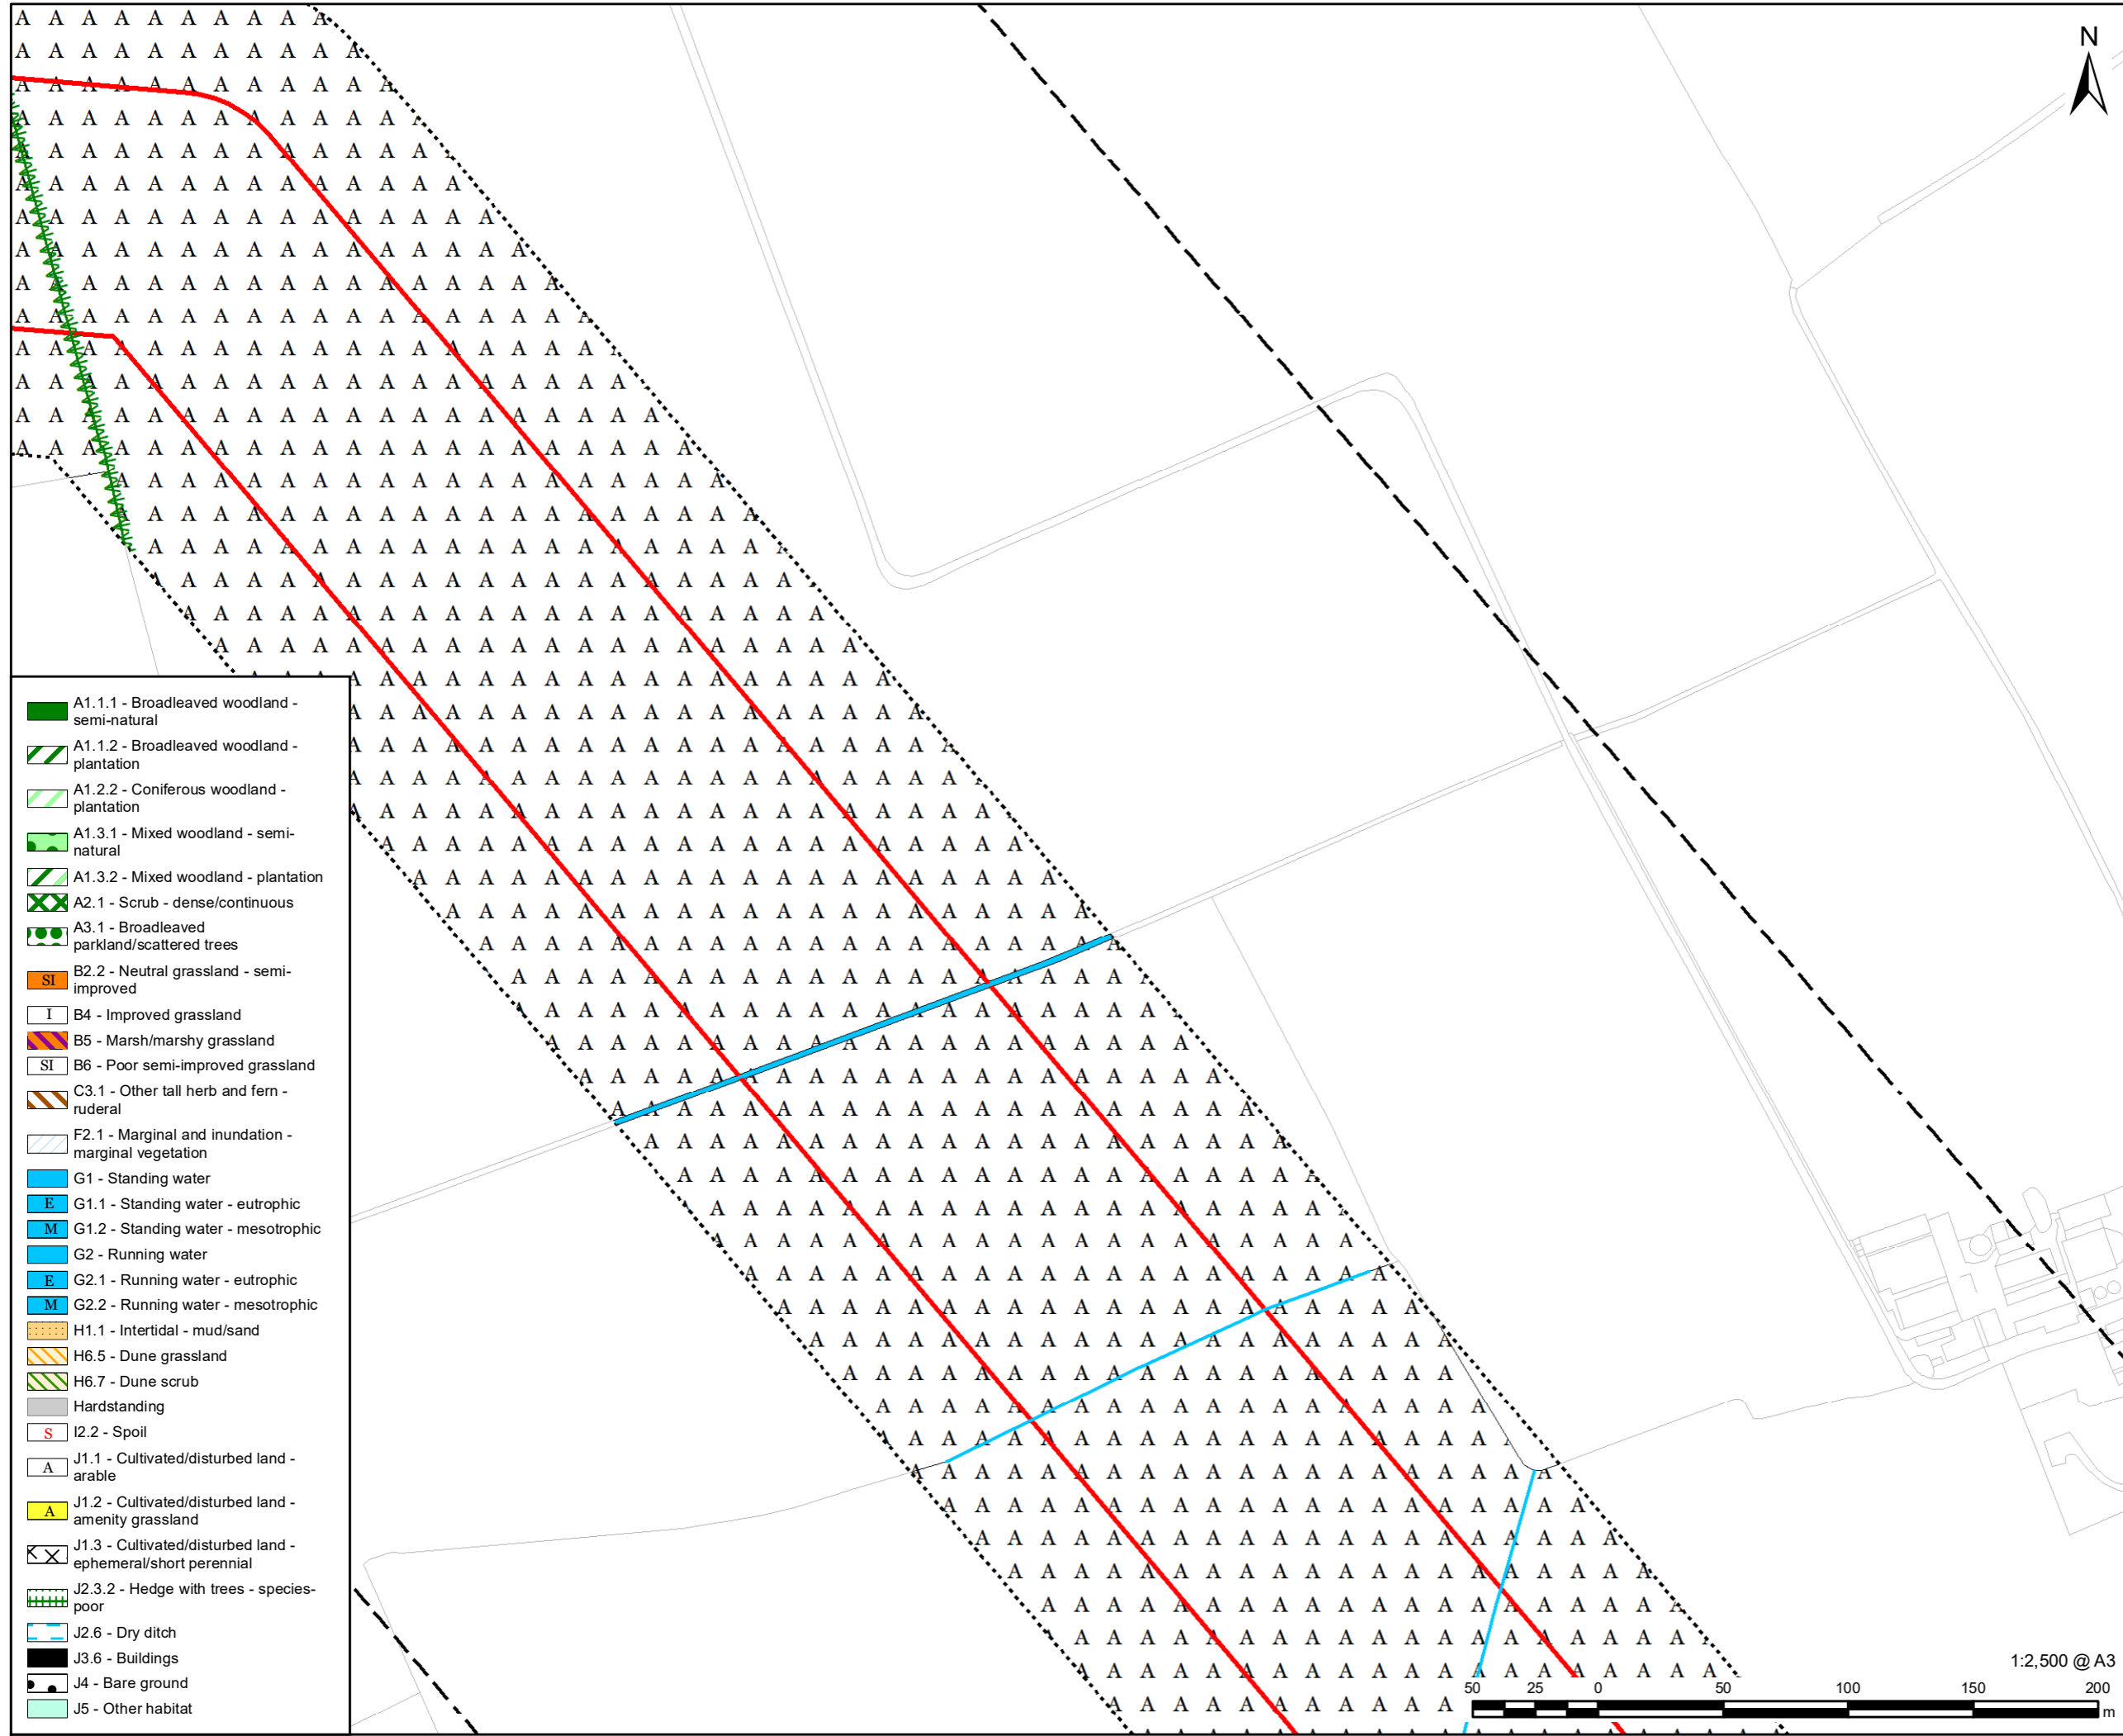 N
A1.1.1 - Broadleaved woodland -
semi-natural
A1.1.2 - Broadleaved woodland -
plantation
A1.2.2 - Coniferous woodland -
plantation
A1.3.1 - Mixed woodland - semi-
natural
A1.3.2 - Mixed woodland - plantation
A2.1 - Scrub - dense/continuous
A3.1 - Broadleaved
parkland/scattered trees
SI B2.2 - Neutral grassland - semi-
improved
I B4 - Improved grassland
B5 - Marsh/marshy grassland
SI B6 - Poor semi-improved grassland
C3.1 - Other tall herb and fern -
ruderal
F2.1 - Marginal and inundation -
marginal vegetation
G1 - Standing water
E G1.1 - Standing water - eutrophic
M G1.2 - Standing water - mesotrophic
G2 - Running water
E G2.1 - Running water - eutrophic
M G2.2 - Running water - mesotrophic
H1.1 - Intertidal - mud/sand
H6.5 - Dune grassland
H6.7 - Dune scrub
Hardstanding
S I2.2 - Spoil
A J1.1 - Cultivated/disturbed land -
arable
A J1.2 - Cultivated/disturbed land -
amenity grassland
J1.3 - Cultivated/disturbed land -
ephemeral/short perennial
J2.3.2 - Hedge with trees - species-
poor
J2.6 - Dry ditch
J3.6 - Buildings
J4 - Bare ground
J5 - Other habitat
1:2,500 @ A3
50 25 0 50 100 150 200
m